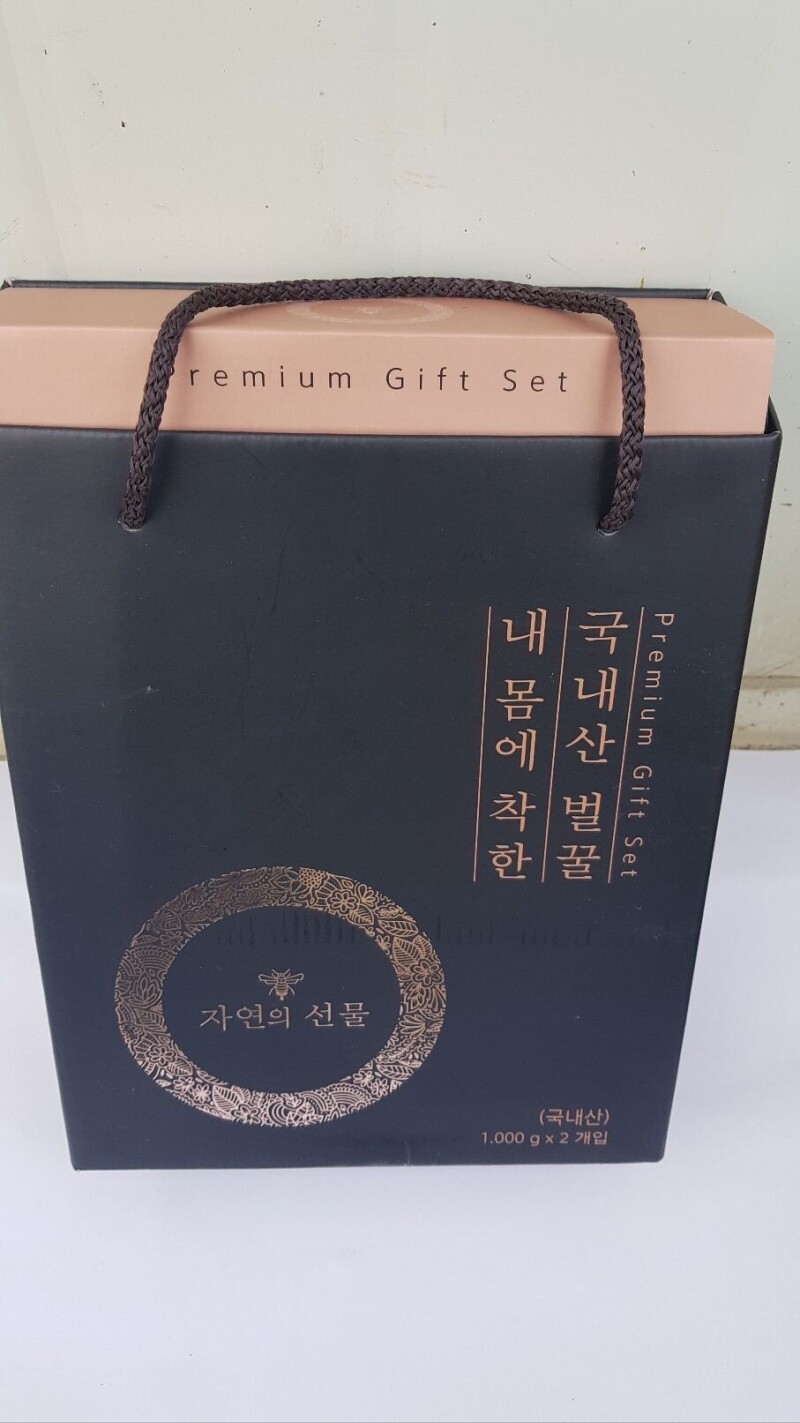 Premium Gift Set
Premium Gift Set
내 몸에 착한
국내산 벌꿀
자연의 선물
(국내산)
1.000 g x 2 개입